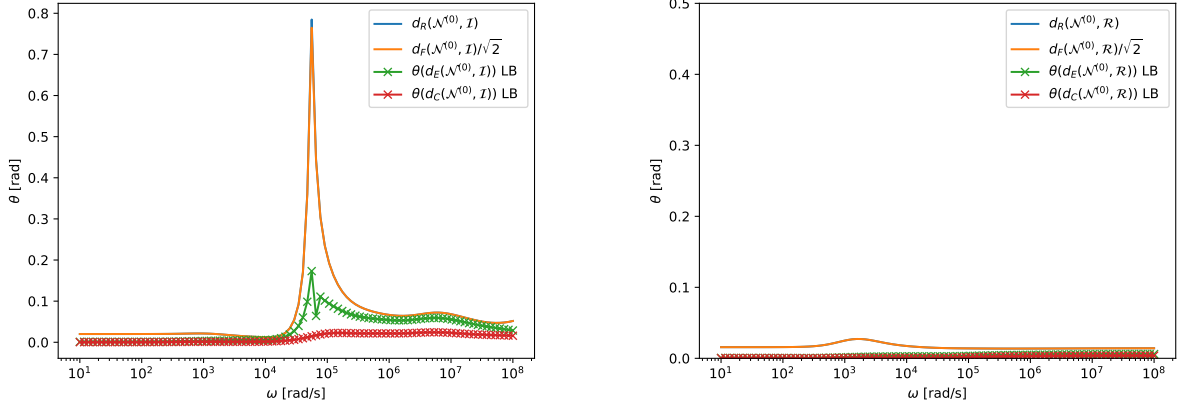 0.8
0.7
0.6
0.5
0.4
0.3
0.2
0.1
0.0
θ [rad]
10¹ 10² 10³ 10⁴ 10⁵ 10⁶ 10⁷ 10⁸
ω [rad/s]
d_R(𝒩⁽⁰⁾, ℐ)
d_F(𝒩⁽⁰⁾, ℐ)/√2
θ(d_E(𝒩⁽⁰⁾, ℐ)) LB
θ(d_C(𝒩⁽⁰⁾, ℐ)) LB
0.5
0.4
0.3
0.2
0.1
0.0
θ [rad]
10¹ 10² 10³ 10⁴ 10⁵ 10⁶ 10⁷ 10⁸
ω [rad/s]
d_R(𝒩⁽⁰⁾, ℛ)
d_F(𝒩⁽⁰⁾, ℛ)/√2
θ(d_E(𝒩⁽⁰⁾, ℛ)) LB
θ(d_C(𝒩⁽⁰⁾, ℛ)) LB